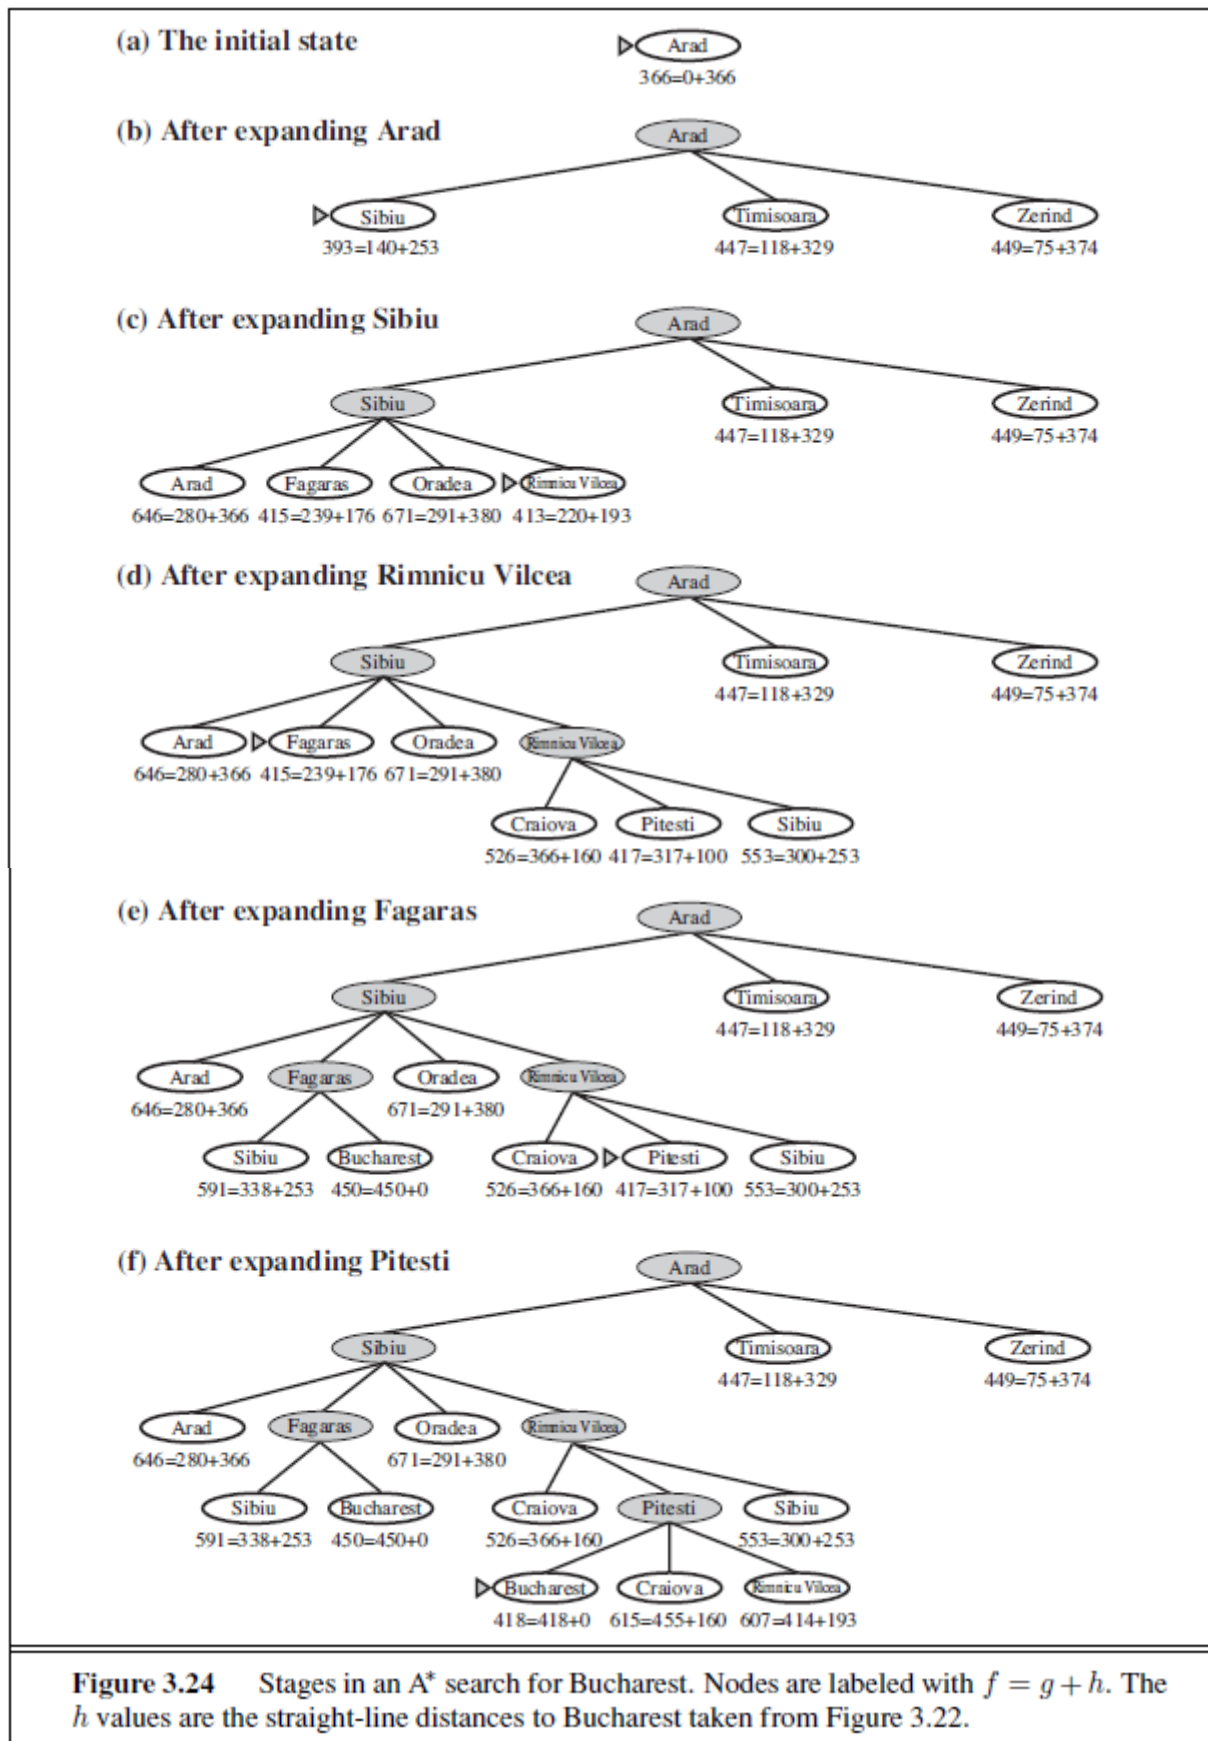 (a) The initial state
Arad
366=0+366
(b) After expanding Arad
Arad
Sibiu Timisoara Zerind
393=140+253 447=118+329 449=75+374
(c) After expanding Sibiu
Arad
Sibiu Timisoara Zerind
447=118+329 449=75+374
Arad Fagaras Oradea Rimnicu Vilcea
646=280+366 415=239+176 671=291+380 413=220+193
(d) After expanding Rimnicu Vilcea
Arad
Sibiu Timisoara Zerind
447=118+329 449=75+374
Arad Fagaras Oradea Rimnicu Vilcea
646=280+366 415=239+176 671=291+380
Craiova Pitesti Sibiu
526=366+160 417=317+100 553=300+253
(e) After expanding Fagaras
Arad
Sibiu Timisoara Zerind
447=118+329 449=75+374
Arad Fagaras Oradea Rimnicu Vilcea
646=280+366 671=291+380
Sibiu Bucharest Craiova Pitesti Sibiu
591=338+253 450=450+0 526=366+160 417=317+100 553=300+253
(f) After expanding Pitesti
Arad
Sibiu Timisoara Zerind
447=118+329 449=75+374
Arad Fagaras Oradea Rimnicu Vilcea
646=280+366 671=291+380
Sibiu Bucharest Craiova Pitesti Sibiu
591=338+253 450=450+0 526=366+160 553=300+253
Bucharest Craiova Rimnicu Vilcea
418=418+0 615=455+160 607=414+193
Figure 3.24 Stages in an A* search for Bucharest. Nodes are labeled with f = g + h. The
h values are the straight-line distances to Bucharest taken from Figure 3.22.